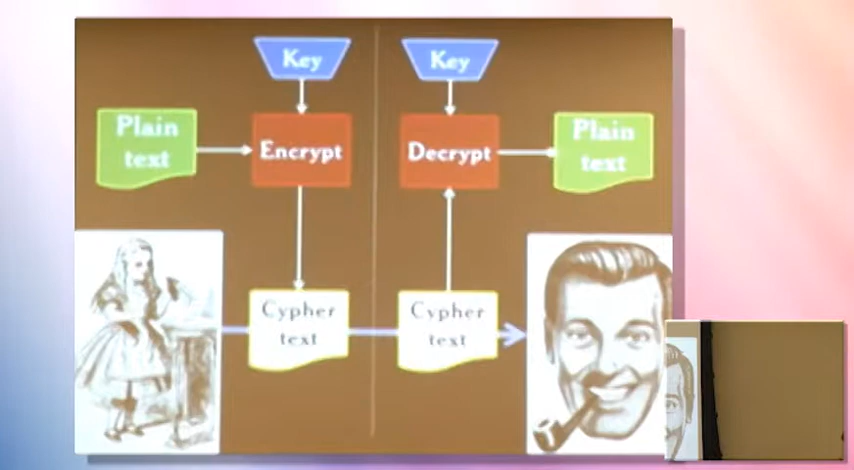 Key
Key
Plain
text
Encrypt
Decrypt
Plain
text
Cypher
text
Cypher
text